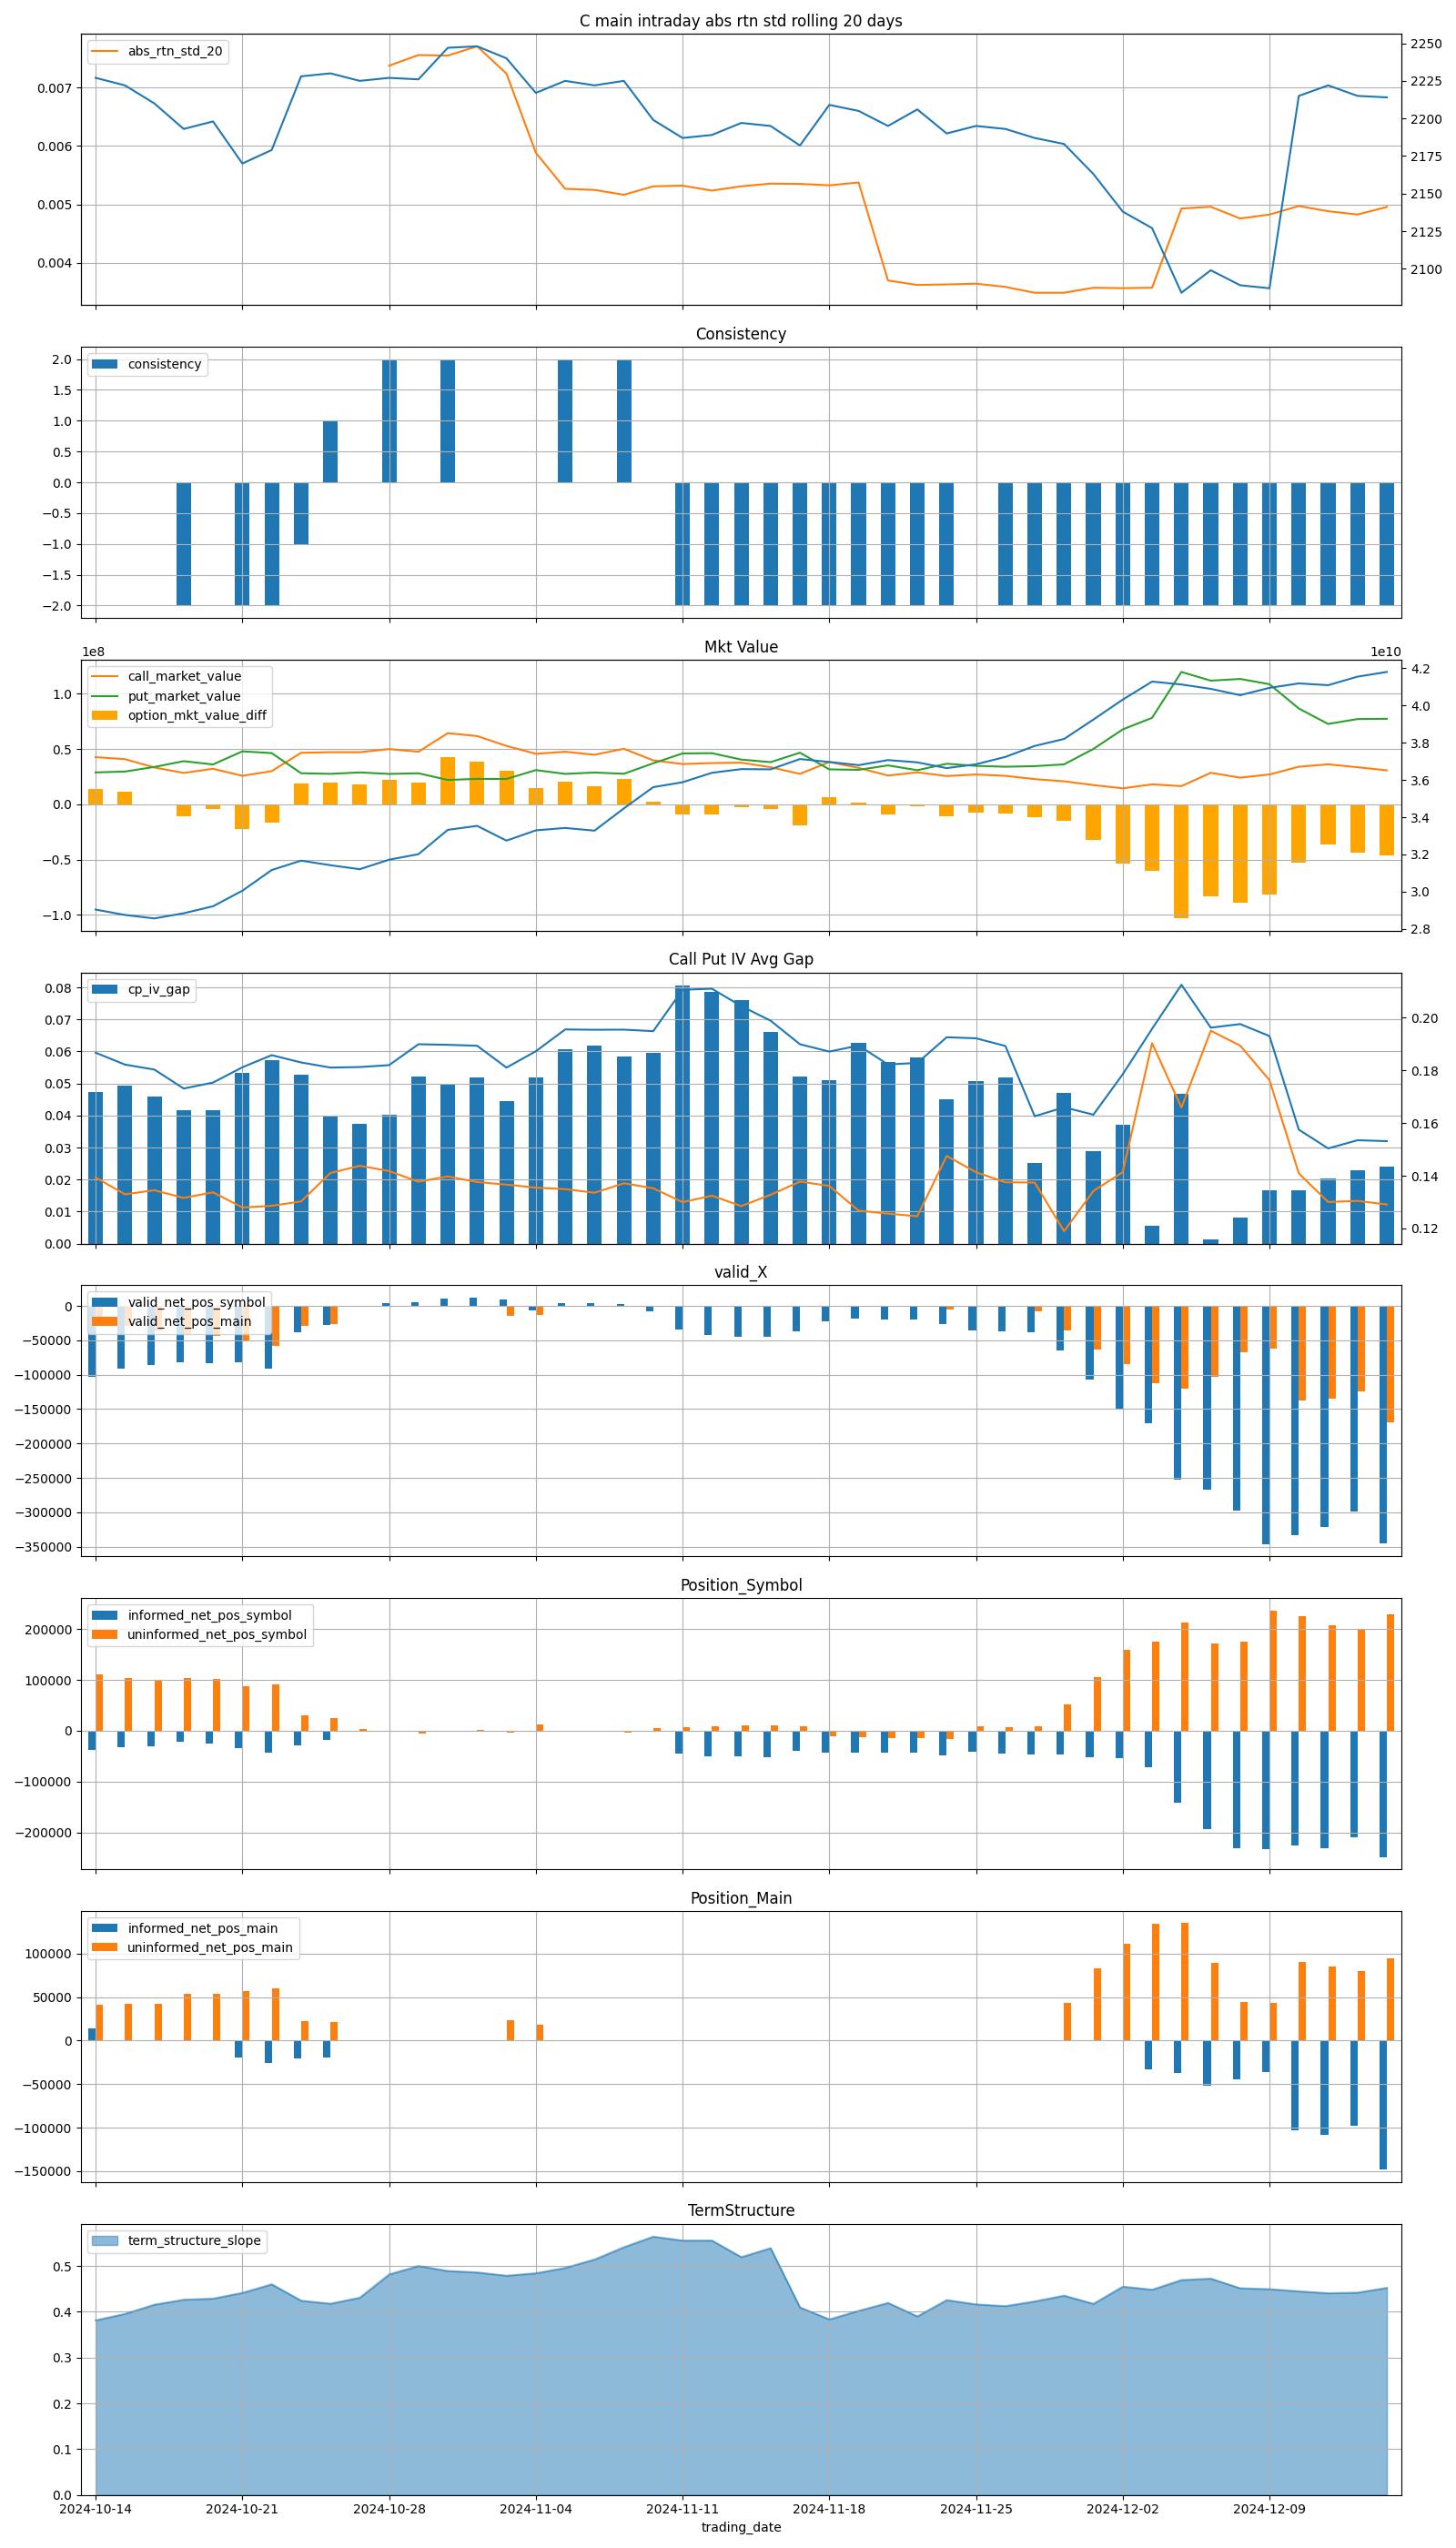 C main intraday abs rtn std rolling 20 days
abs_rtn_std_20
0.007
0.006
0.005
0.004
2250
2225
2200
2175
2150
2125
2100
Consistency
consistency
2.0
1.5
1.0
0.5
0.0
−0.5
−1.0
−1.5
−2.0
Mkt Value
1e8
1e10
call_market_value
put_market_value
option_mkt_value_diff
1.0
0.5
0.0
−0.5
−1.0
4.2
4.0
3.8
3.6
3.4
3.2
3.0
2.8
Call Put IV Avg Gap
cp_iv_gap
0.08
0.07
0.06
0.05
0.04
0.03
0.02
0.01
0.00
0.20
0.18
0.16
0.14
0.12
valid_X
valid_net_pos_symbol
valid_net_pos_main
0
−50000
−100000
−150000
−200000
−250000
−300000
−350000
Position_Symbol
informed_net_pos_symbol
uninformed_net_pos_symbol
200000
100000
0
−100000
−200000
Position_Main
informed_net_pos_main
uninformed_net_pos_main
100000
50000
0
−50000
−100000
−150000
TermStructure
term_structure_slope
0.5
0.4
0.3
0.2
0.1
0.0
2024-10-14 2024-10-21 2024-10-28 2024-11-04 2024-11-11 2024-11-18 2024-11-25 2024-12-02 2024-12-09
trading_date